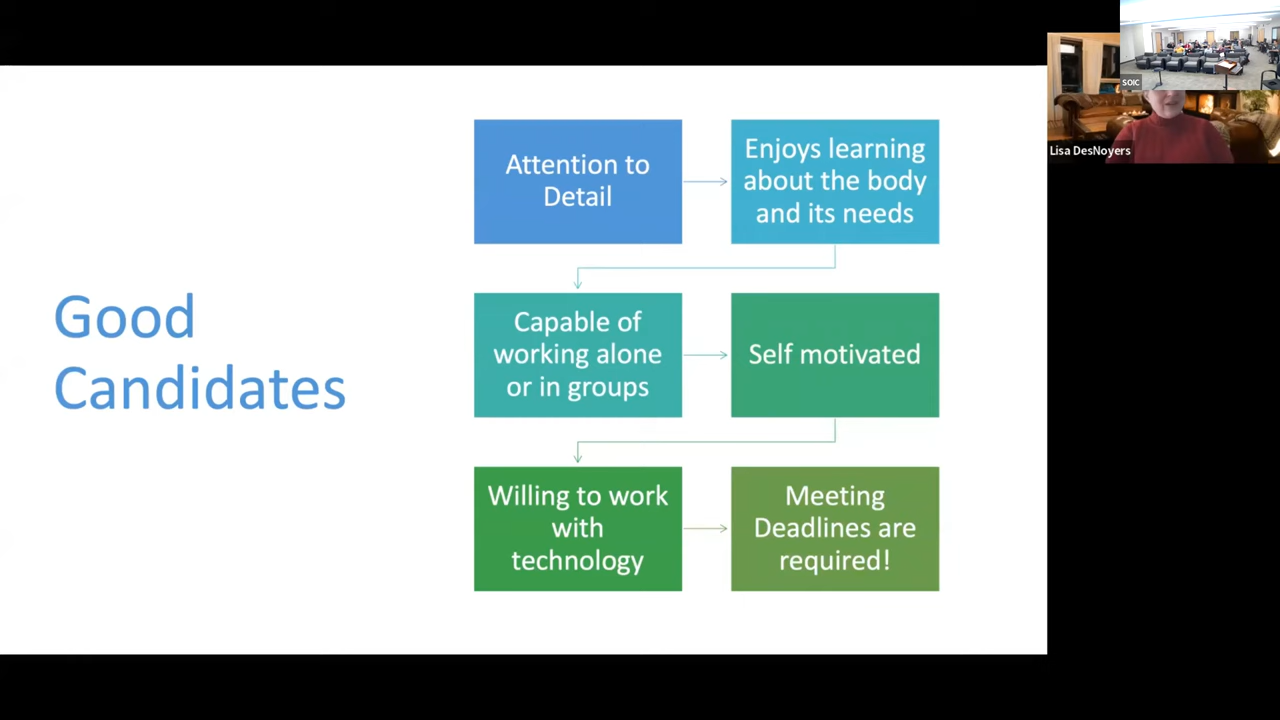 Good
Candidates
Attention to
Detail
Enjoys learning
about the body
and its needs
Capable of
working alone
or in groups
Self motivated
Willing to work
with
technology
Meeting
Deadlines are
required!
SOIC
Lisa DesNoyers